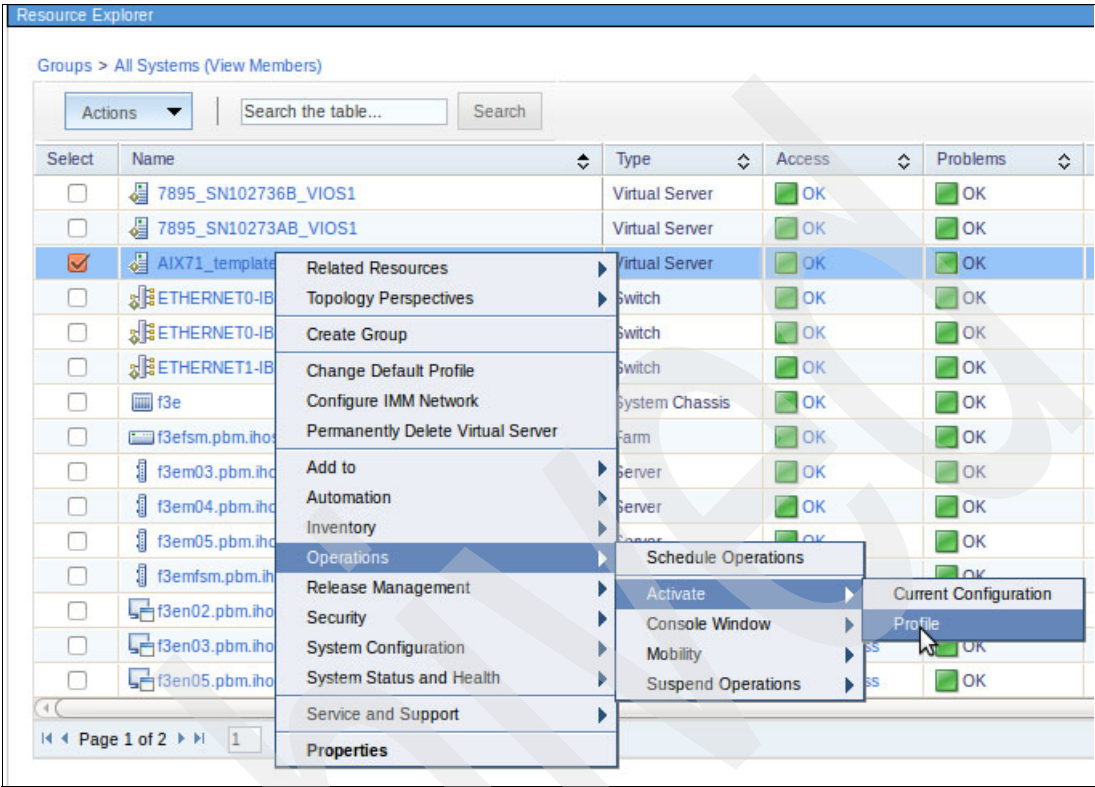 Resource Explorer
Groups > All Systems (View Members)
Actions
Search the table...
Search
Select Name Type Access Problems
7895_SN102736B_VIOS1 Virtual Server OK OK
7895_SN10273AB_VIOS1 Virtual Server OK OK
AIX71_template Virtual Server OK OK
ETHERNET0-IB Switch OK OK
ETHERNET0-IB Switch OK OK
ETHERNET1-IB Switch OK OK
f3e System Chassis OK OK
f3efsm.pbm.ihos Farm OK OK
f3em03.pbm.iho Server OK OK
f3em04.pbm.iho Server OK OK
f3em05.pbm.iho Server OK OK
f3emfsm.pbm.ih OK
f3en02.pbm.iho
f3en03.pbm.iho ss OK
f3en05.pbm.iho ss OK
Page 1 of 2 1
Related Resources
Topology Perspectives
Create Group
Change Default Profile
Configure IMM Network
Permanently Delete Virtual Server
Add to
Automation
Inventory
Operations
Release Management
Security
System Configuration
System Status and Health
Service and Support
Properties
Schedule Operations
Activate
Console Window
Mobility
Suspend Operations
Current Configuration
Profile